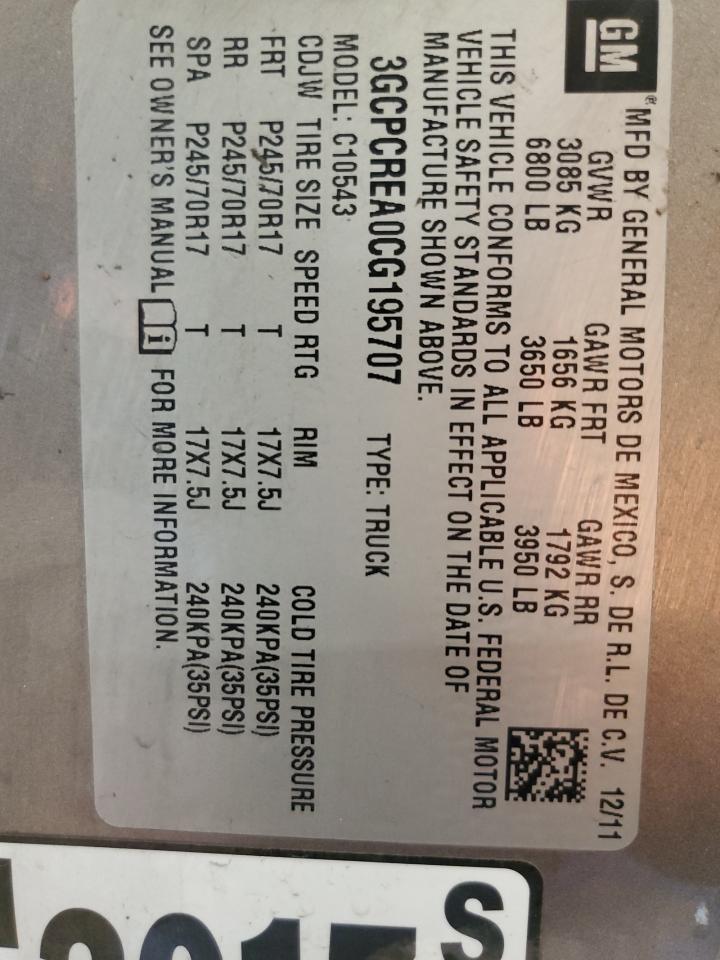 GM ®
MFD BY GENERAL MOTORS DE MEXICO, S. DE R.L. DE C.V. 12/11
GVWR GAWR FRT GAWR RR
3085 KG 1656 KG 1792 KG
6800 LB 3650 LB 3950 LB
THIS VEHICLE CONFORMS TO ALL APPLICABLE U.S. FEDERAL MOTOR
VEHICLE SAFETY STANDARDS IN EFFECT ON THE DATE OF
MANUFACTURE SHOWN ABOVE.
3GCPCREA0CG195707 TYPE: TRUCK
MODEL: C10543
CDJW TIRE SIZE SPEED RTG RIM COLD TIRE PRESSURE
FRT P245/70R17 T 17X7.5J 240KPA(35PSI)
RR P245/70R17 T 17X7.5J 240KPA(35PSI)
SPA P245/70R17 T 17X7.5J 240KPA(35PSI)
SEE OWNER'S MANUAL i FOR MORE INFORMATION.
S